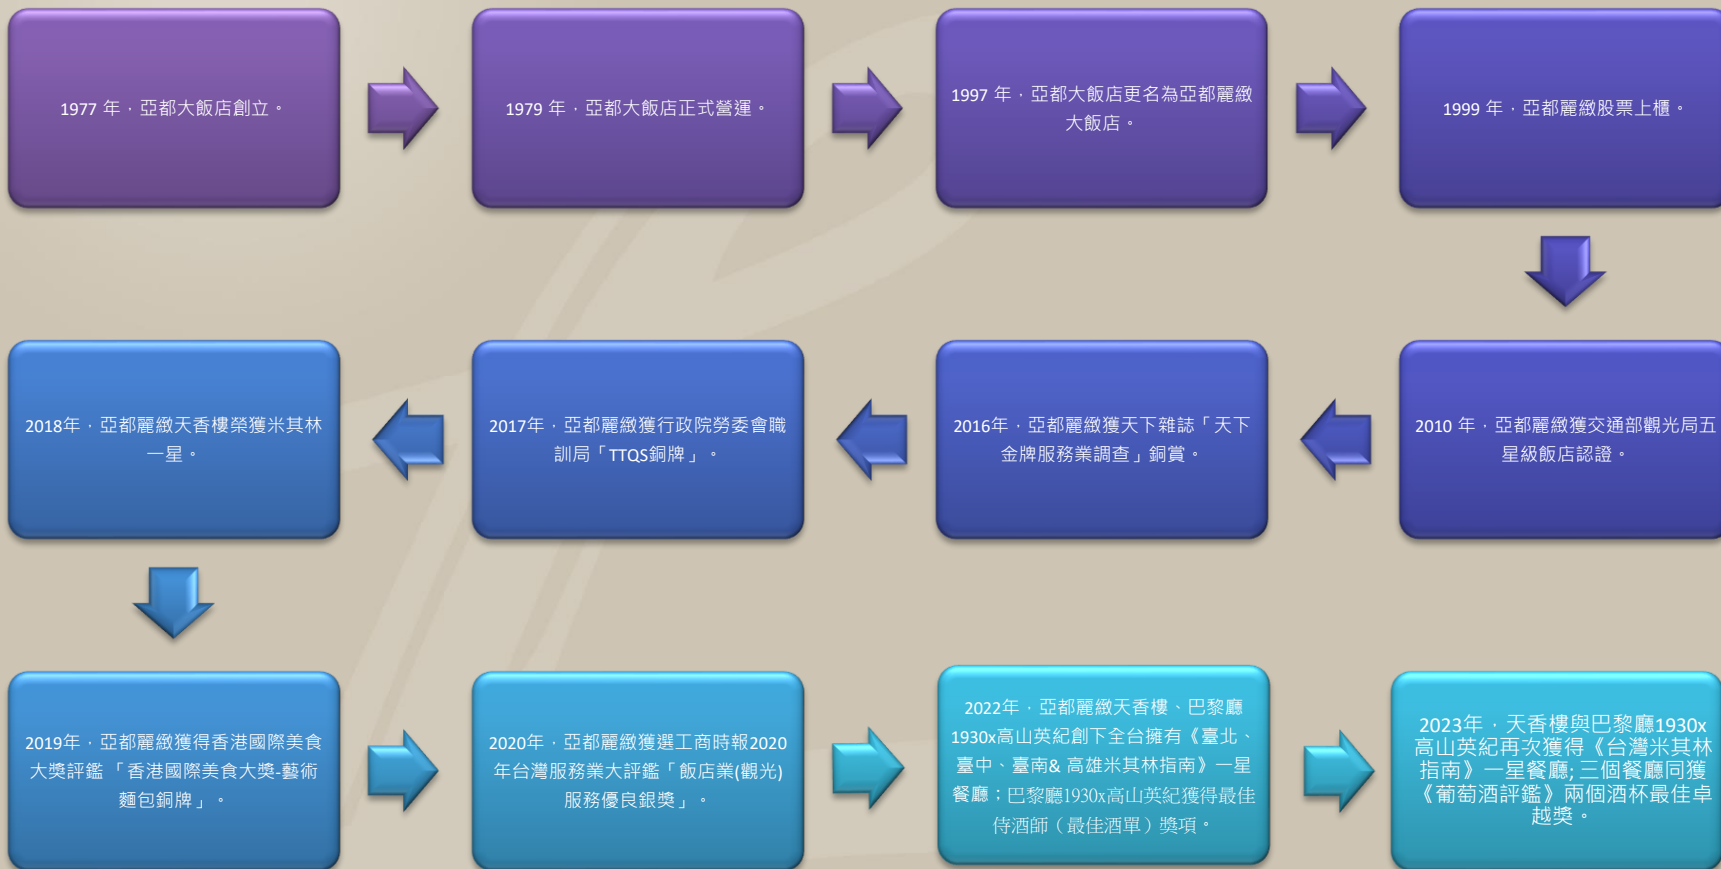 1977 年，亞都大飯店創立。
1979 年，亞都大飯店正式營運。
1997 年，亞都大飯店更名為亞都麗緻
大飯店。
1999 年，亞都麗緻股票上櫃。
2010 年，亞都麗緻獲交通部觀光局五
星級飯店認證。
2016年，亞都麗緻獲天下雜誌「天下
金牌服務業調查」銅賞。
2017年，亞都麗緻獲行政院勞委會職
訓局「TTQS銅牌」。
2018年，亞都麗緻天香樓榮獲米其林
一星。
2019年，亞都麗緻獲得香港國際美食
大獎評鑑 「香港國際美食大獎-藝術
麵包銅牌」。
2020年，亞都麗緻獲選工商時報2020
年台灣服務業大評鑑「飯店業(觀光)
服務優良銀獎」。
2022年，亞都麗緻天香樓、巴黎廳
1930x高山英紀創下全台擁有《臺北、
臺中、臺南& 高雄米其林指南》一星
餐廳；巴黎廳1930x高山英紀獲得最佳
侍酒師（最佳酒單）獎項。
2023年，天香樓與巴黎廳1930x
高山英紀再次獲得《台灣米其林
指南》一星餐廳; 三個餐廳同獲
《葡萄酒評鑑》兩個酒杯最佳卓
越獎。